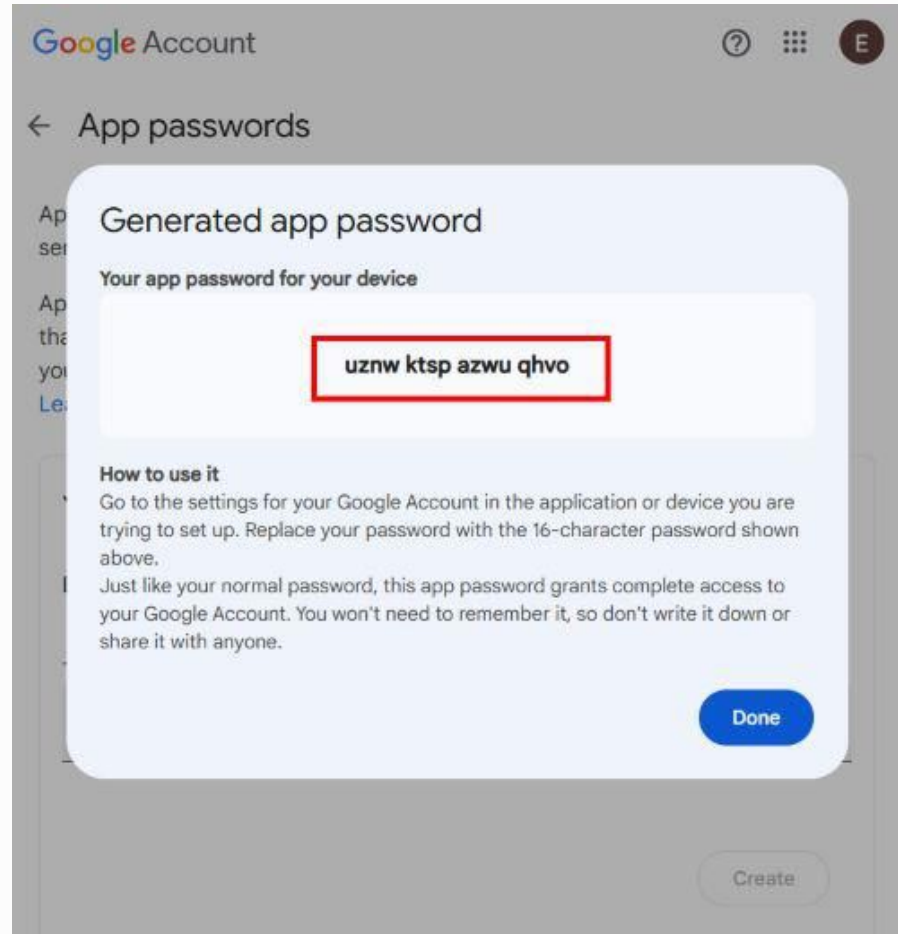 Google Account
E
App passwords
Generated app password
Your app password for your device
uznw ktsp azwu qhvo
How to use it
Go to the settings for your Google Account in the application or device you are
trying to set up. Replace your password with the 16-character password shown
above.
Just like your normal password, this app password grants complete access to
your Google Account. You won't need to remember it, so don't write it down or
share it with anyone.
Done
Create